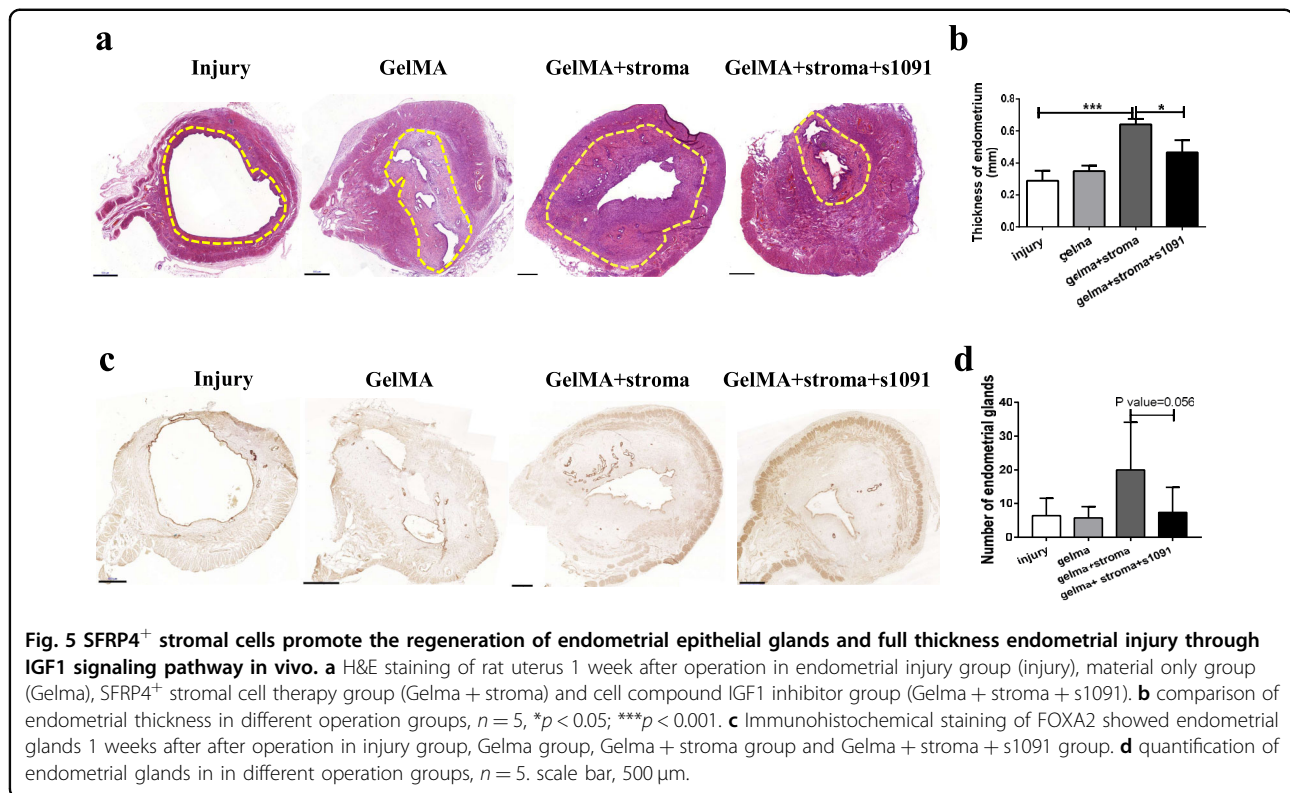 a
Injury
GelMA
GelMA+stroma
GelMA+stroma+s1091
b
Thickness of endometrium
(mm)
0.8
0.6
0.4
0.2
0.0
***
*
injury
gelma
gelma+stroma
gelma+stroma+s1091
c
Injury
GelMA
GelMA+stroma
GelMA+stroma+s1091
d
Number of endometrial glands
40
30
20
10
0
P value=0.056
injury
gelma
gelma+stroma
gelma+ stroma+s1091
Fig. 5 SFRP4⁺ stromal cells promote the regeneration of endometrial epithelial glands and full thickness endometrial injury through
IGF1 signaling pathway in vivo. a H&E staining of rat uterus 1 week after operation in endometrial injury group (injury), material only group
(Gelma), SFRP4⁺ stromal cell therapy group (Gelma + stroma) and cell compound IGF1 inhibitor group (Gelma + stroma + s1091). b comparison of
endometrial thickness in different operation groups, n = 5, *p < 0.05; ***p < 0.001. c Immunohistochemical staining of FOXA2 showed endometrial
glands 1 weeks after after operation in injury group, Gelma group, Gelma + stroma group and Gelma + stroma + s1091 group. d quantification of
endometrial glands in in different operation groups, n = 5. scale bar, 500 µm.